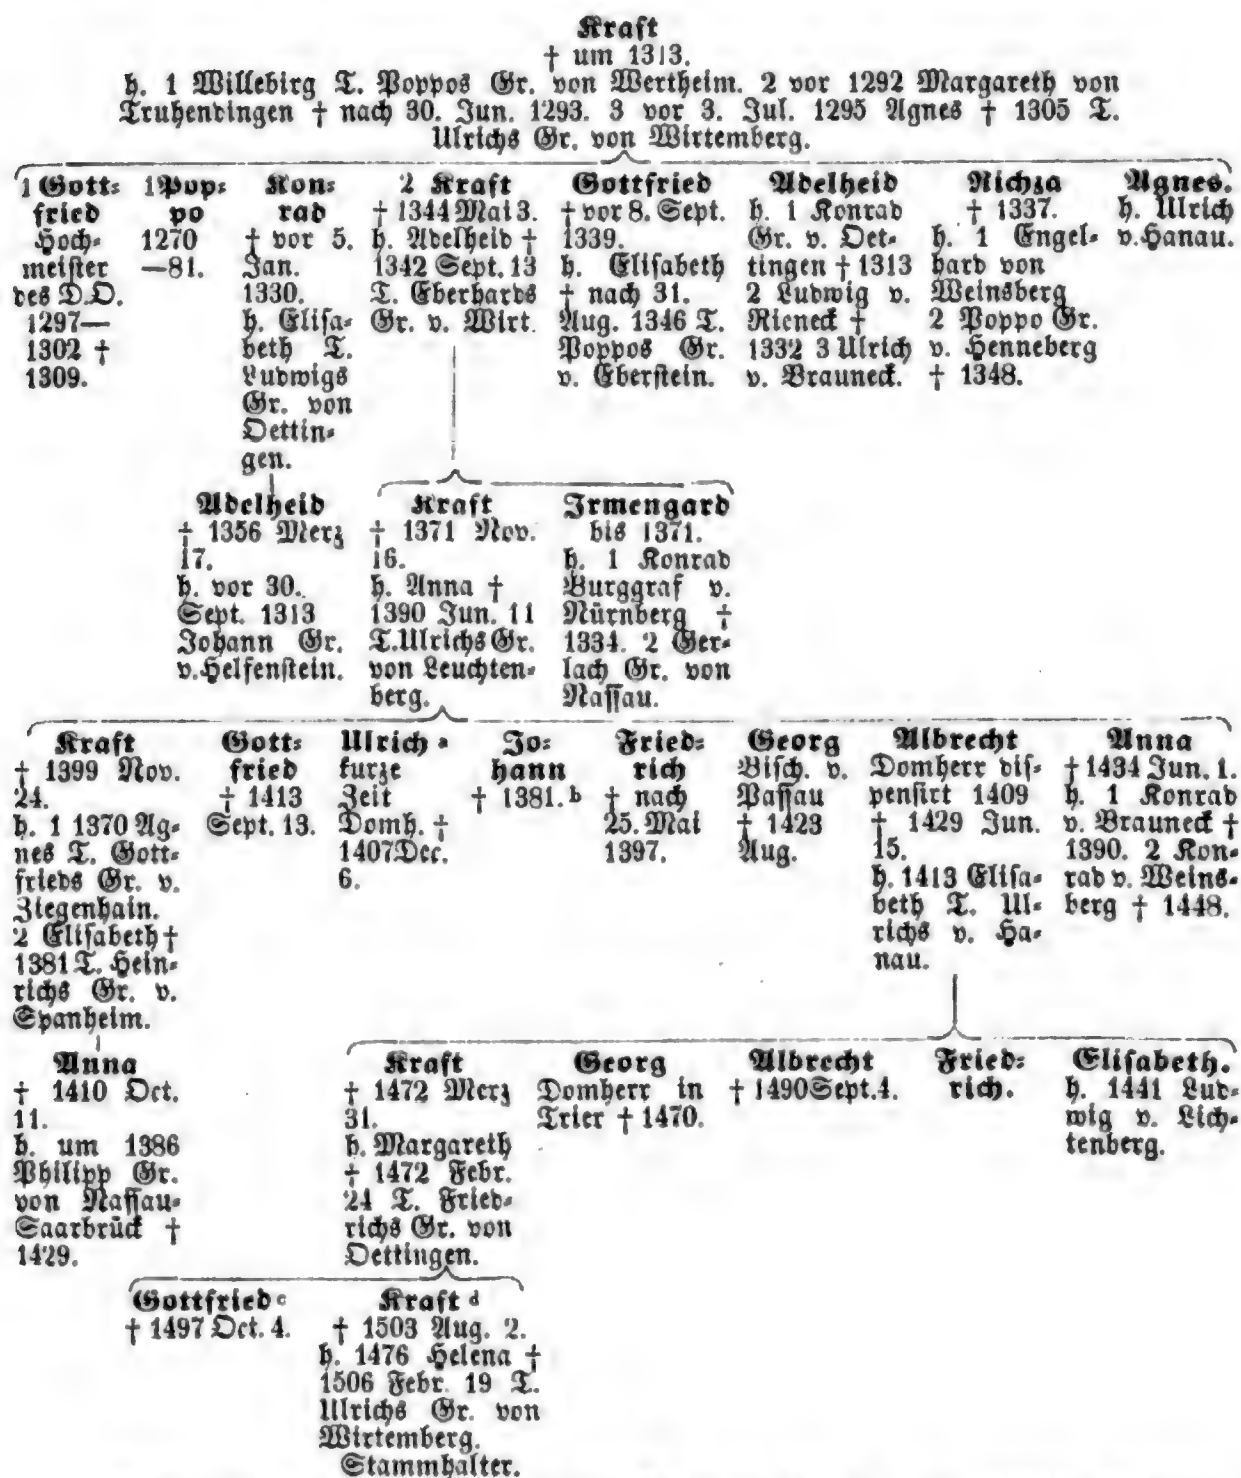 Kraft
† um 1313.
h. 1 Willebirg T. Poppos Gr. von Wertheim. 2 vor 1292 Margareth von
Truhendingen † nach 30. Jun. 1293. 3 vor 3. Jul. 1295 Agnes † 1305 T.
Ulrichs Gr. von Wirtemberg.
1 Gott-
fried
Hoch-
meister
des D.O.
1297—
1302 †
1309.
1 Pop-
po
1270
—81.
Kon-
rad
† vor 5.
Jan.
1330.
h. Elisa-
beth T.
Ludwigs
Gr. von
Oettin-
gen.
2 Kraft
† 1344 Mai 3.
h. Adelheid †
1342 Sept. 13
T. Eberhards
Gr. v. Wirt.
Gottfried
† vor 8. Sept.
1339.
h. Elisabeth
† nach 31.
Aug. 1346 T.
Poppos Gr.
v. Eberstein.
Adelheid
h. 1 Konrad
Gr. v. Oet-
tingen † 1313
2 Ludwig v.
Rieneck †
1332 3 Ulrich
v. Brauneck.
Richza
† 1337.
h. 1 Engel-
hard von
Weinsberg
2 Poppo Gr.
v. Henneberg
† 1348.
Agnes.
h. Ulrich
v. Hanau.
Adelheid
† 1356 Merz
17.
h. vor 30.
Sept. 1313
Johann Gr.
v. Helfenstein.
Kraft
† 1371 Nov.
16.
h. Anna †
1390 Jun. 11
T. Ulrichs Gr.
von Leuchten-
berg.
Irmengard
bis 1371.
h. 1 Konrad
Burggraf v.
Nürnberg †
1334. 2 Ger-
lach Gr. von
Nassau.
Kraft
† 1399 Nov.
24.
h. 1 1370 Ag-
nes T. Gott-
frieds Gr. v.
Ziegenhain.
2 Elisabeth †
1381 T. Hein-
richs Gr. v.
Spanheim.
Gott-
fried
† 1413
Sept. 13.
Ulrich a
kurze
Zeit
Domh. †
1407 Dec.
6.
Jo-
hann
† 1381. b
Fried-
rich
† nach
25. Mai
1397.
Georg
Bisch. v.
Passau
† 1423
Aug.
Albrecht
Domherr dis-
pensirt 1409
† 1429 Jun.
15.
h. 1413 Elisa-
beth T. Ul-
richs v. Ha-
nau.
Anna
† 1434 Jun. 1.
h. 1 Konrad
v. Brauneck †
1390. 2 Kon-
rad v. Weins-
berg † 1448.
Anna
† 1410 Oct.
11.
h. um 1386
Philipp Gr.
von Nassau-
Saarbrück †
1429.
Kraft
† 1472 Merz
31.
h. Margareth
† 1472 Febr.
24 T. Fried-
richs Gr. von
Oettingen.
Georg
Domherr in
Trier † 1470.
Albrecht
† 1490 Sept. 4.
Fried-
rich.
Elisabeth.
h. 1441 Lud-
wig v. Lich-
tenberg.
Gottfried c
† 1497 Oct. 4.
Kraft d
† 1503 Aug. 2.
h. 1476 Helena †
1506 Febr. 19 T.
Ulrichs Gr. von
Wirtemberg.
Stammhalter.